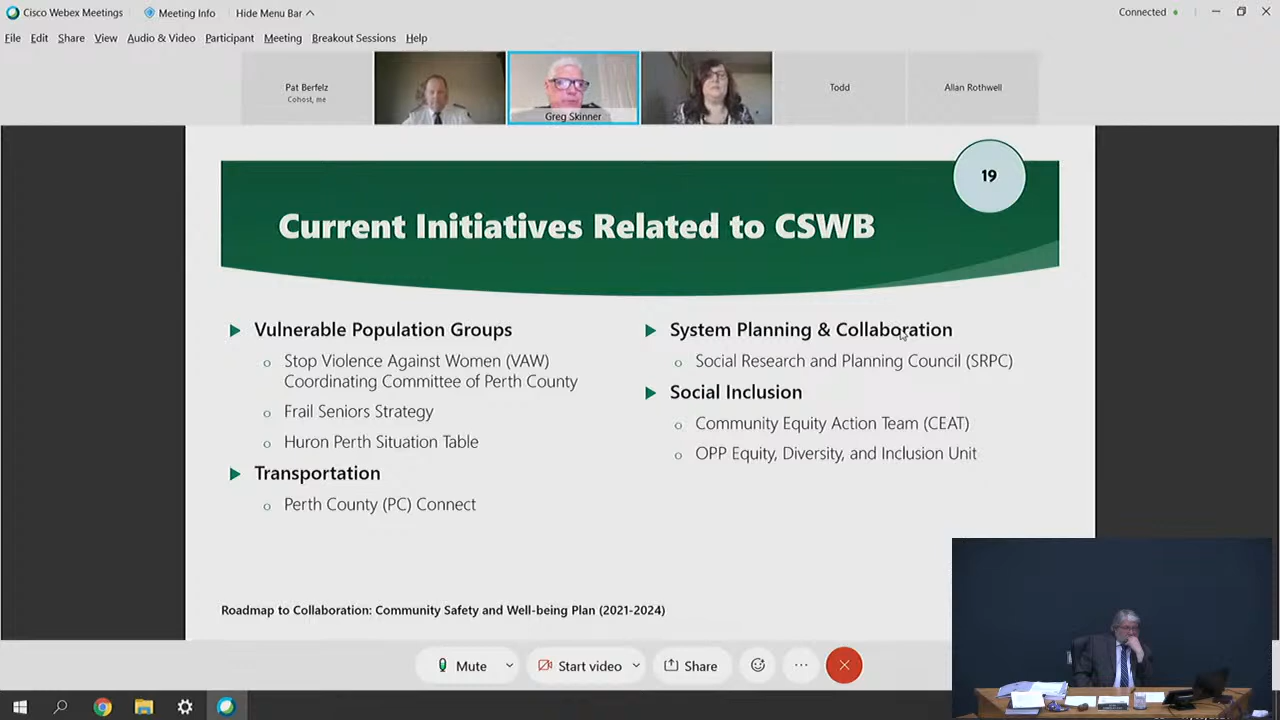 Cisco Webex Meetings
Meeting Info
Hide Menu Bar
Connected
File Edit Share View Audio & Video Participant Meeting Breakout Sessions Help
Pat Berfelz
Cohost, me
Greg Skinner
Todd
Allan Rothwell
19
Current Initiatives Related to CSWB
Vulnerable Population Groups
Stop Violence Against Women (VAW)
Coordinating Committee of Perth County
Frail Seniors Strategy
Huron Perth Situation Table
Transportation
Perth County (PC) Connect
System Planning & Collaboration
Social Research and Planning Council (SRPC)
Social Inclusion
Community Equity Action Team (CEAT)
OPP Equity, Diversity, and Inclusion Unit
Roadmap to Collaboration: Community Safety and Well-being Plan (2021-2024)
Mute
Start video
Share